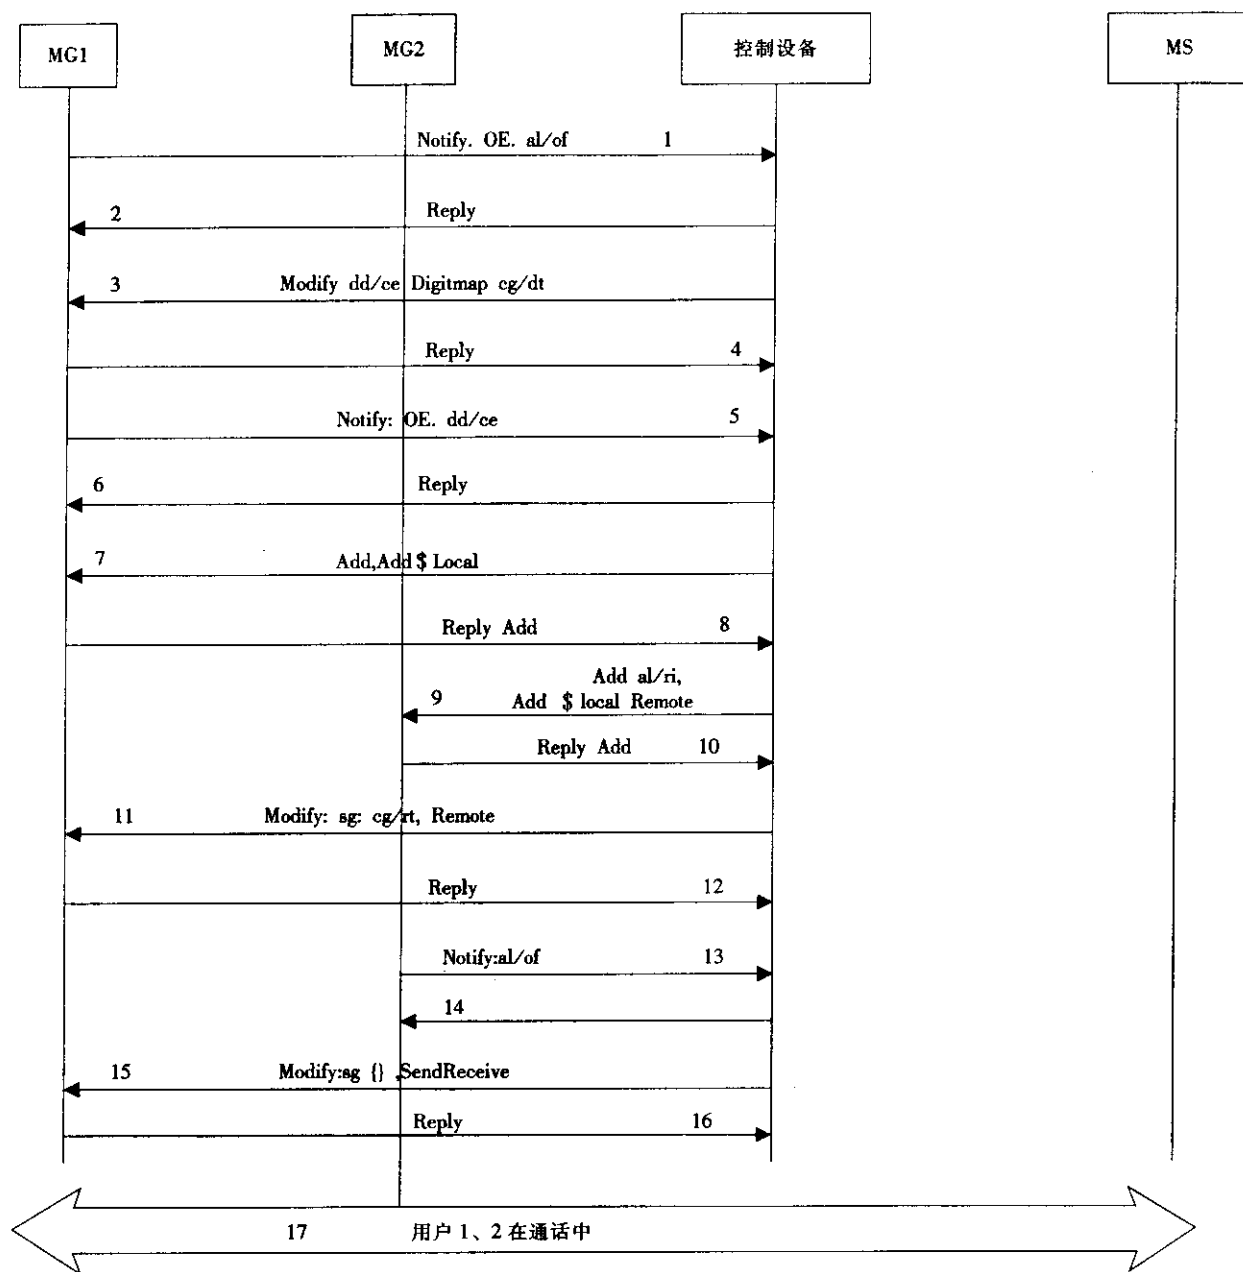 MG1
MG2
控制设备
MS
Notify. OE. al/of 1
2 Reply
3 Modify dd/ce Digitmap cg/dt
Reply 4
Notify: OE. dd/ce 5
6 Reply
7 Add,Add $ Local
Reply Add 8
Add al/ri,
9 Add $ local Remote
Reply Add 10
11 Modify: sg: cg/rt, Remote
Reply 12
Notify:al/of 13
14
15 Modify:sg {} ,SendReceive
Reply 16
17 用户 1、2 在通话中